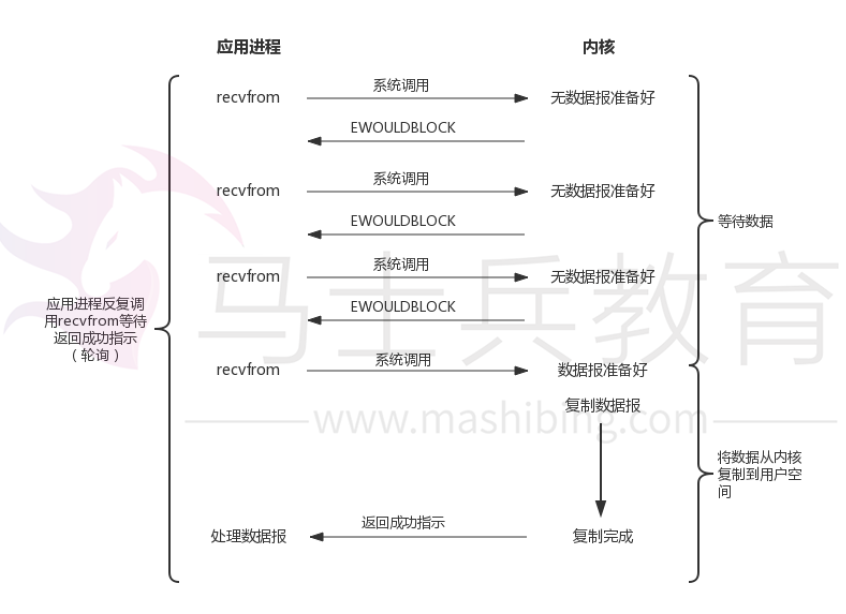 应用进程
内核
系统调用
recvfrom
无数据报准备好
EWOULDBLOCK
系统调用
recvfrom
无数据报准备好
EWOULDBLOCK
等待数据
系统调用
recvfrom
无数据报准备好
EWOULDBLOCK
马士兵教育
应用进程反复调
用recvfrom等待
返回成功指示
（轮询）
系统调用
recvfrom
数据报准备好
复制数据报
www.mashibing.com
将数据从内核
复制到用户空
间
返回成功指示
处理数据报
复制完成